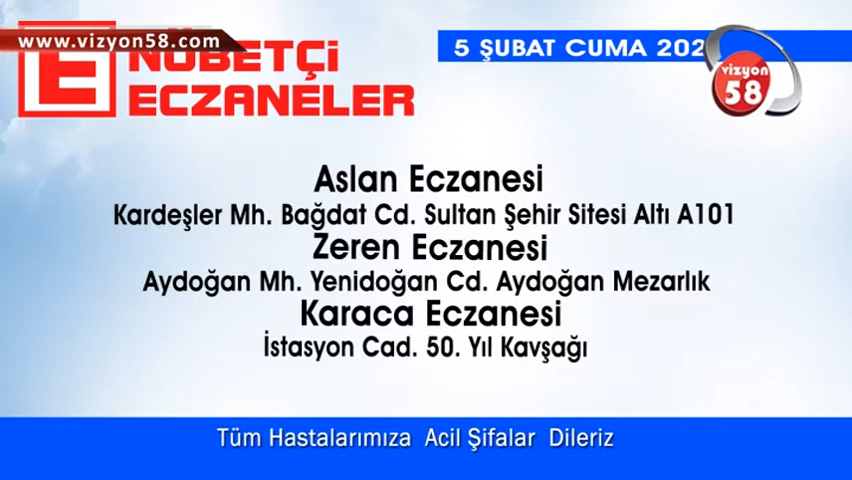 www.vizyon58.com
E NÖBETÇİ
ECZANELER
5 ŞUBAT CUMA 202
vizyon
58
Aslan Eczanesi
Kardeşler Mh. Bağdat Cd. Sultan Şehir Sitesi Altı A101
Zeren Eczanesi
Aydoğan Mh. Yenidoğan Cd. Aydoğan Mezarlık
Karaca Eczanesi
İstasyon Cad. 50. Yıl Kavşağı
Tüm Hastalarımıza Acil Şifalar Dileriz